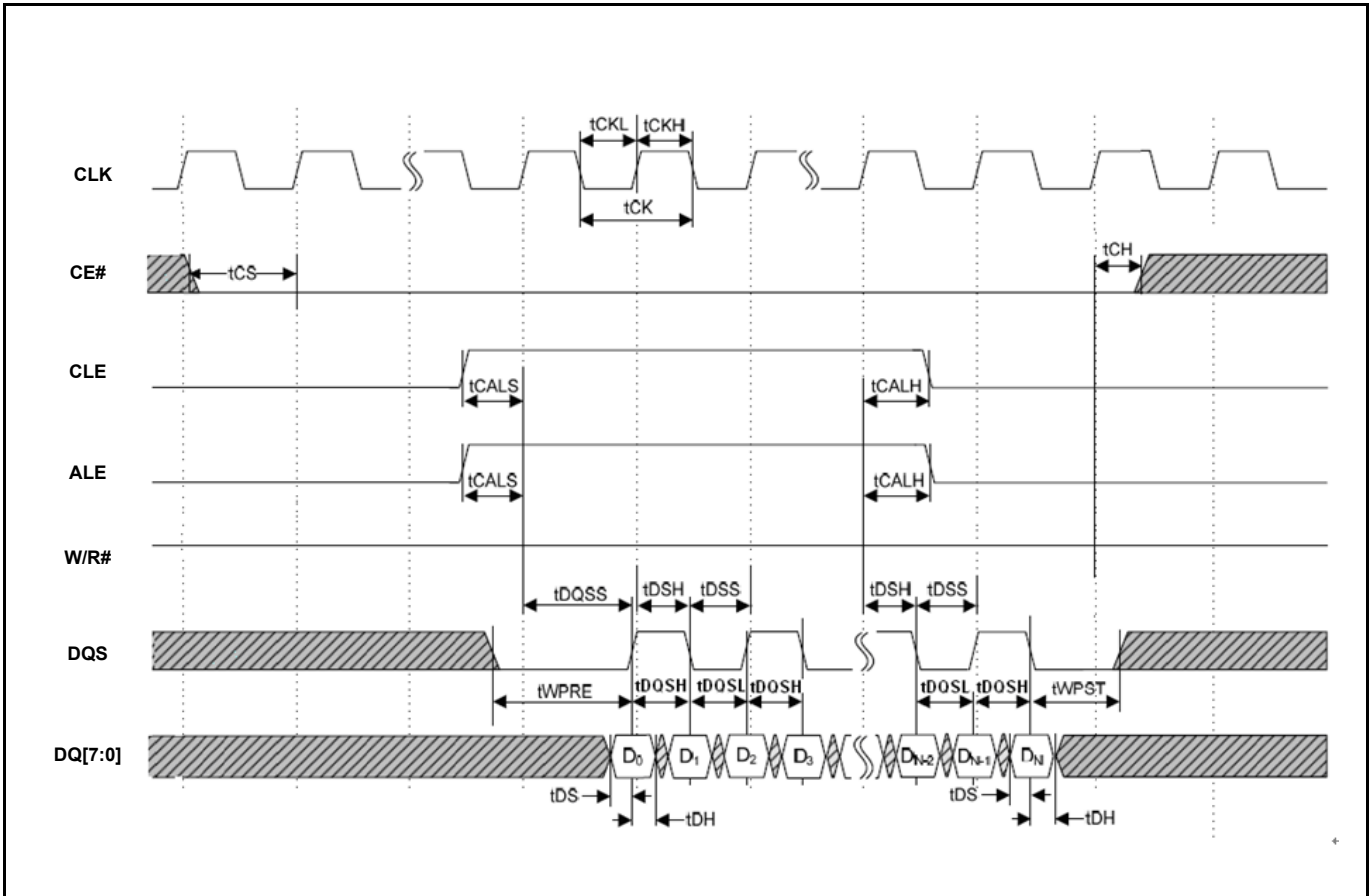 tCKL tCKH
CLK
tCK
CE#
tCS
tCH
CLE
tCALS
tCALH
ALE
tCALS
tCALH
W/R#
tDQSS
tDSH
tDSS
tDSH
tDSS
DQS
tWPRE
tDQSH
tDQSL
tDQSH
tDQSL
tDQSH
tWPST
DQ[7:0]
D0
D1
D2
D3
DN-2
DN-1
DN
tDS
tDS
tDH
tDH